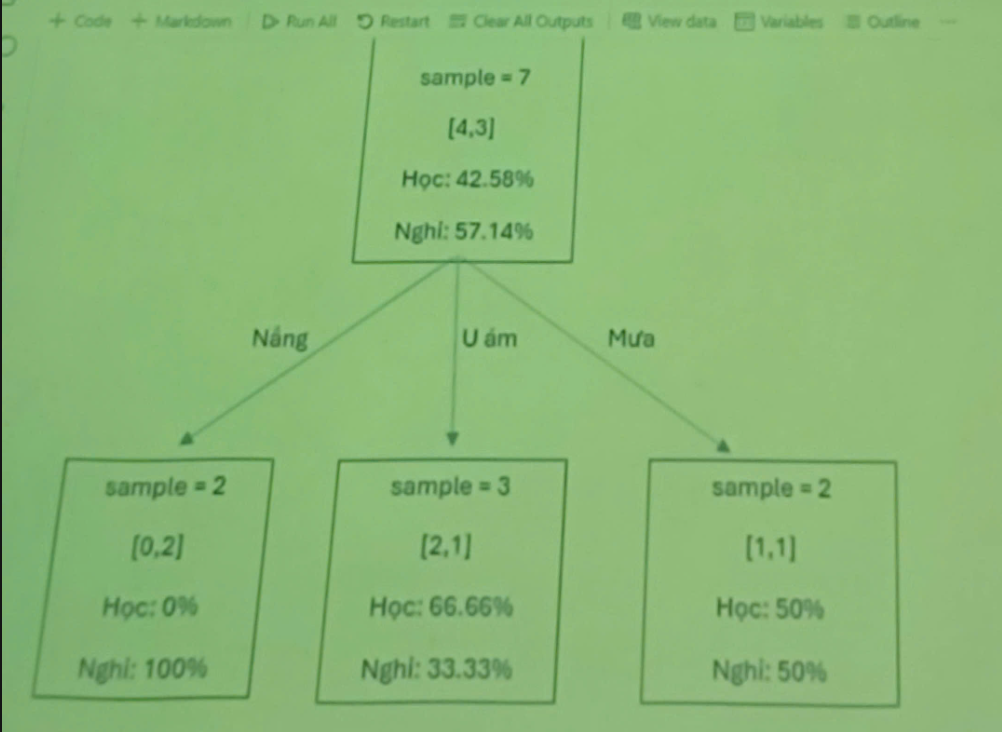 + Code + Markdown Run All Restart Clear All Outputs View data Variables Outline ...
sample = 7
[4,3]
Học: 42.58%
Nghỉ: 57.14%
Nắng
U ám
Mưa
sample = 2
[0,2]
Học: 0%
Nghỉ: 100%
sample = 3
[2,1]
Học: 66.66%
Nghỉ: 33.33%
sample = 2
[1,1]
Học: 50%
Nghỉ: 50%